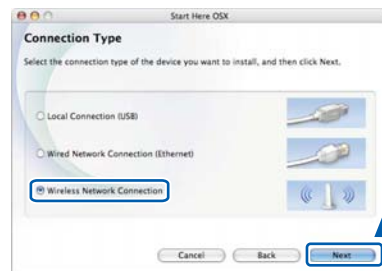 Start Here OSX
Connection Type
Select the connection type of the device you want to install, and then click Next.
Local Connection (USB)
Wired Network Connection (Ethernet)
Wireless Network Connection
Cancel Back Next